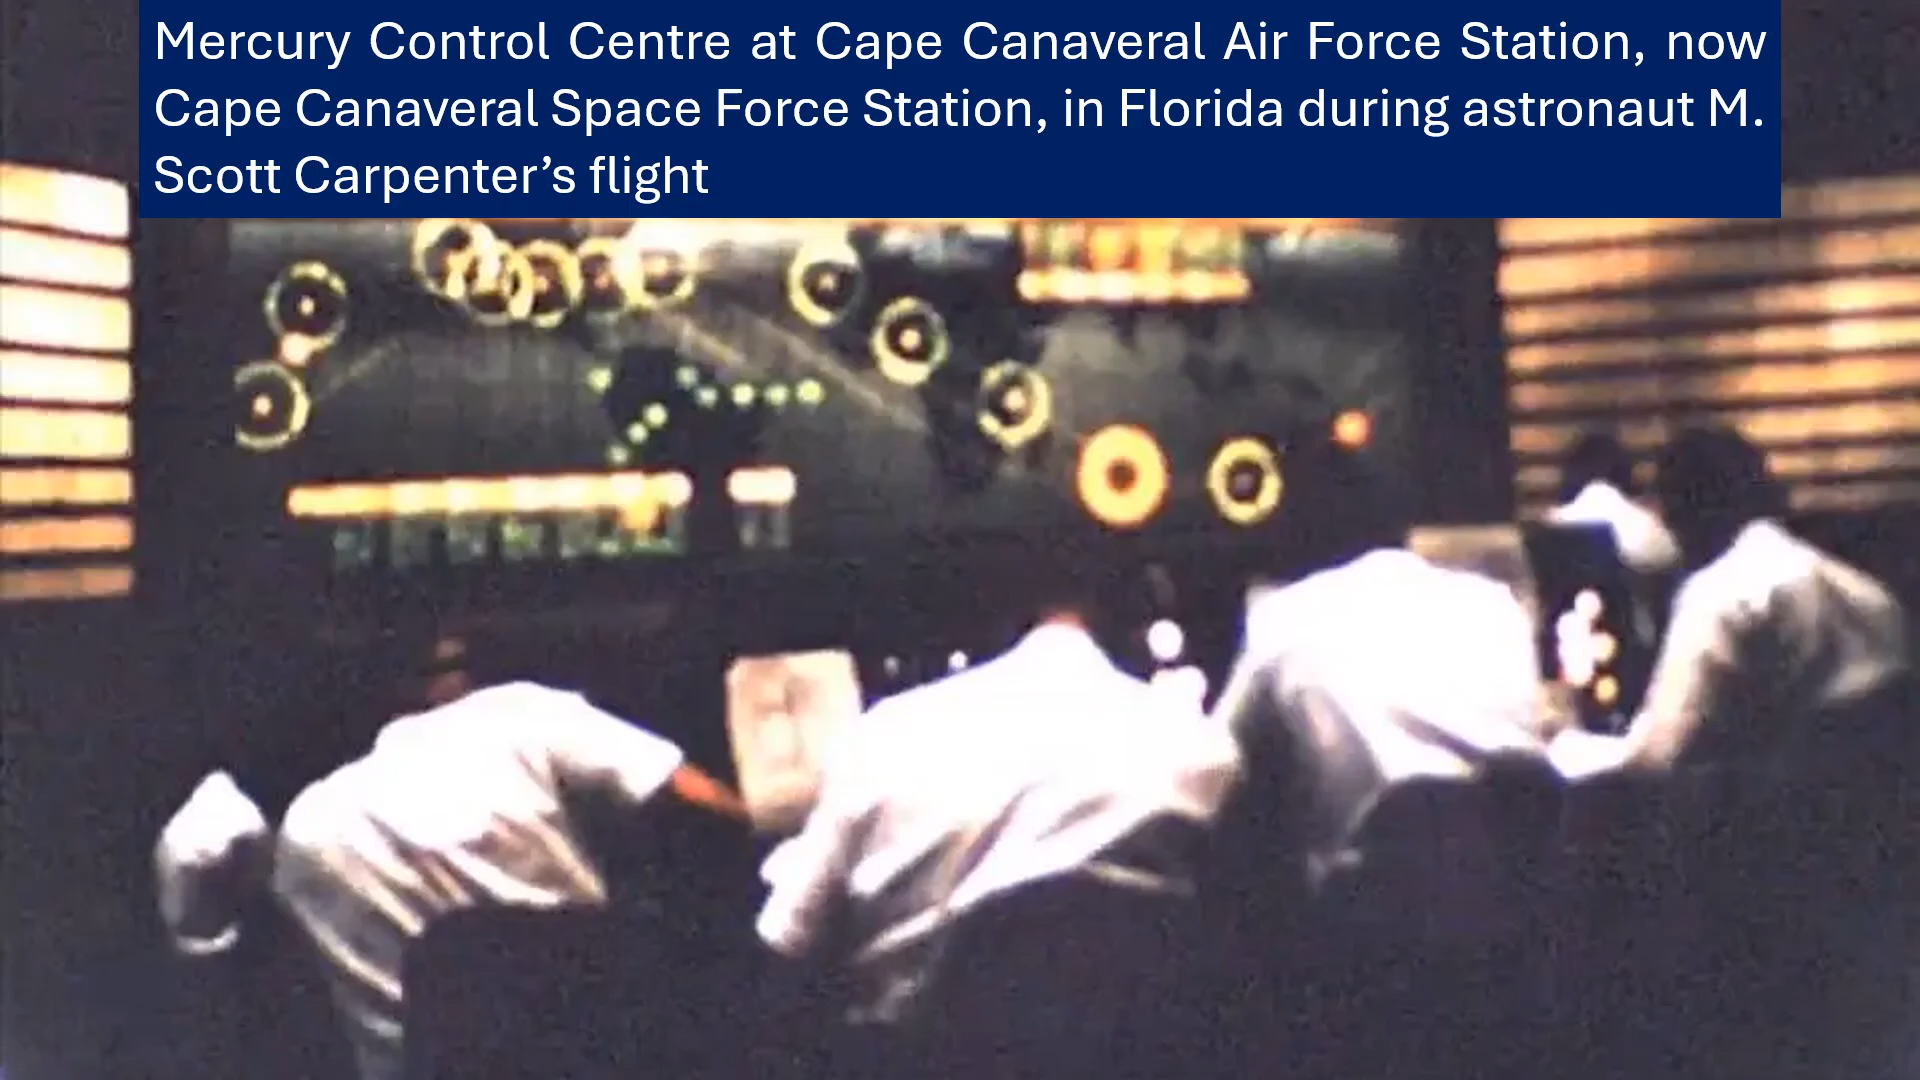 Mercury Control Centre at Cape Canaveral Air Force Station, now
Cape Canaveral Space Force Station, in Florida during astronaut M.
Scott Carpenter’s flight